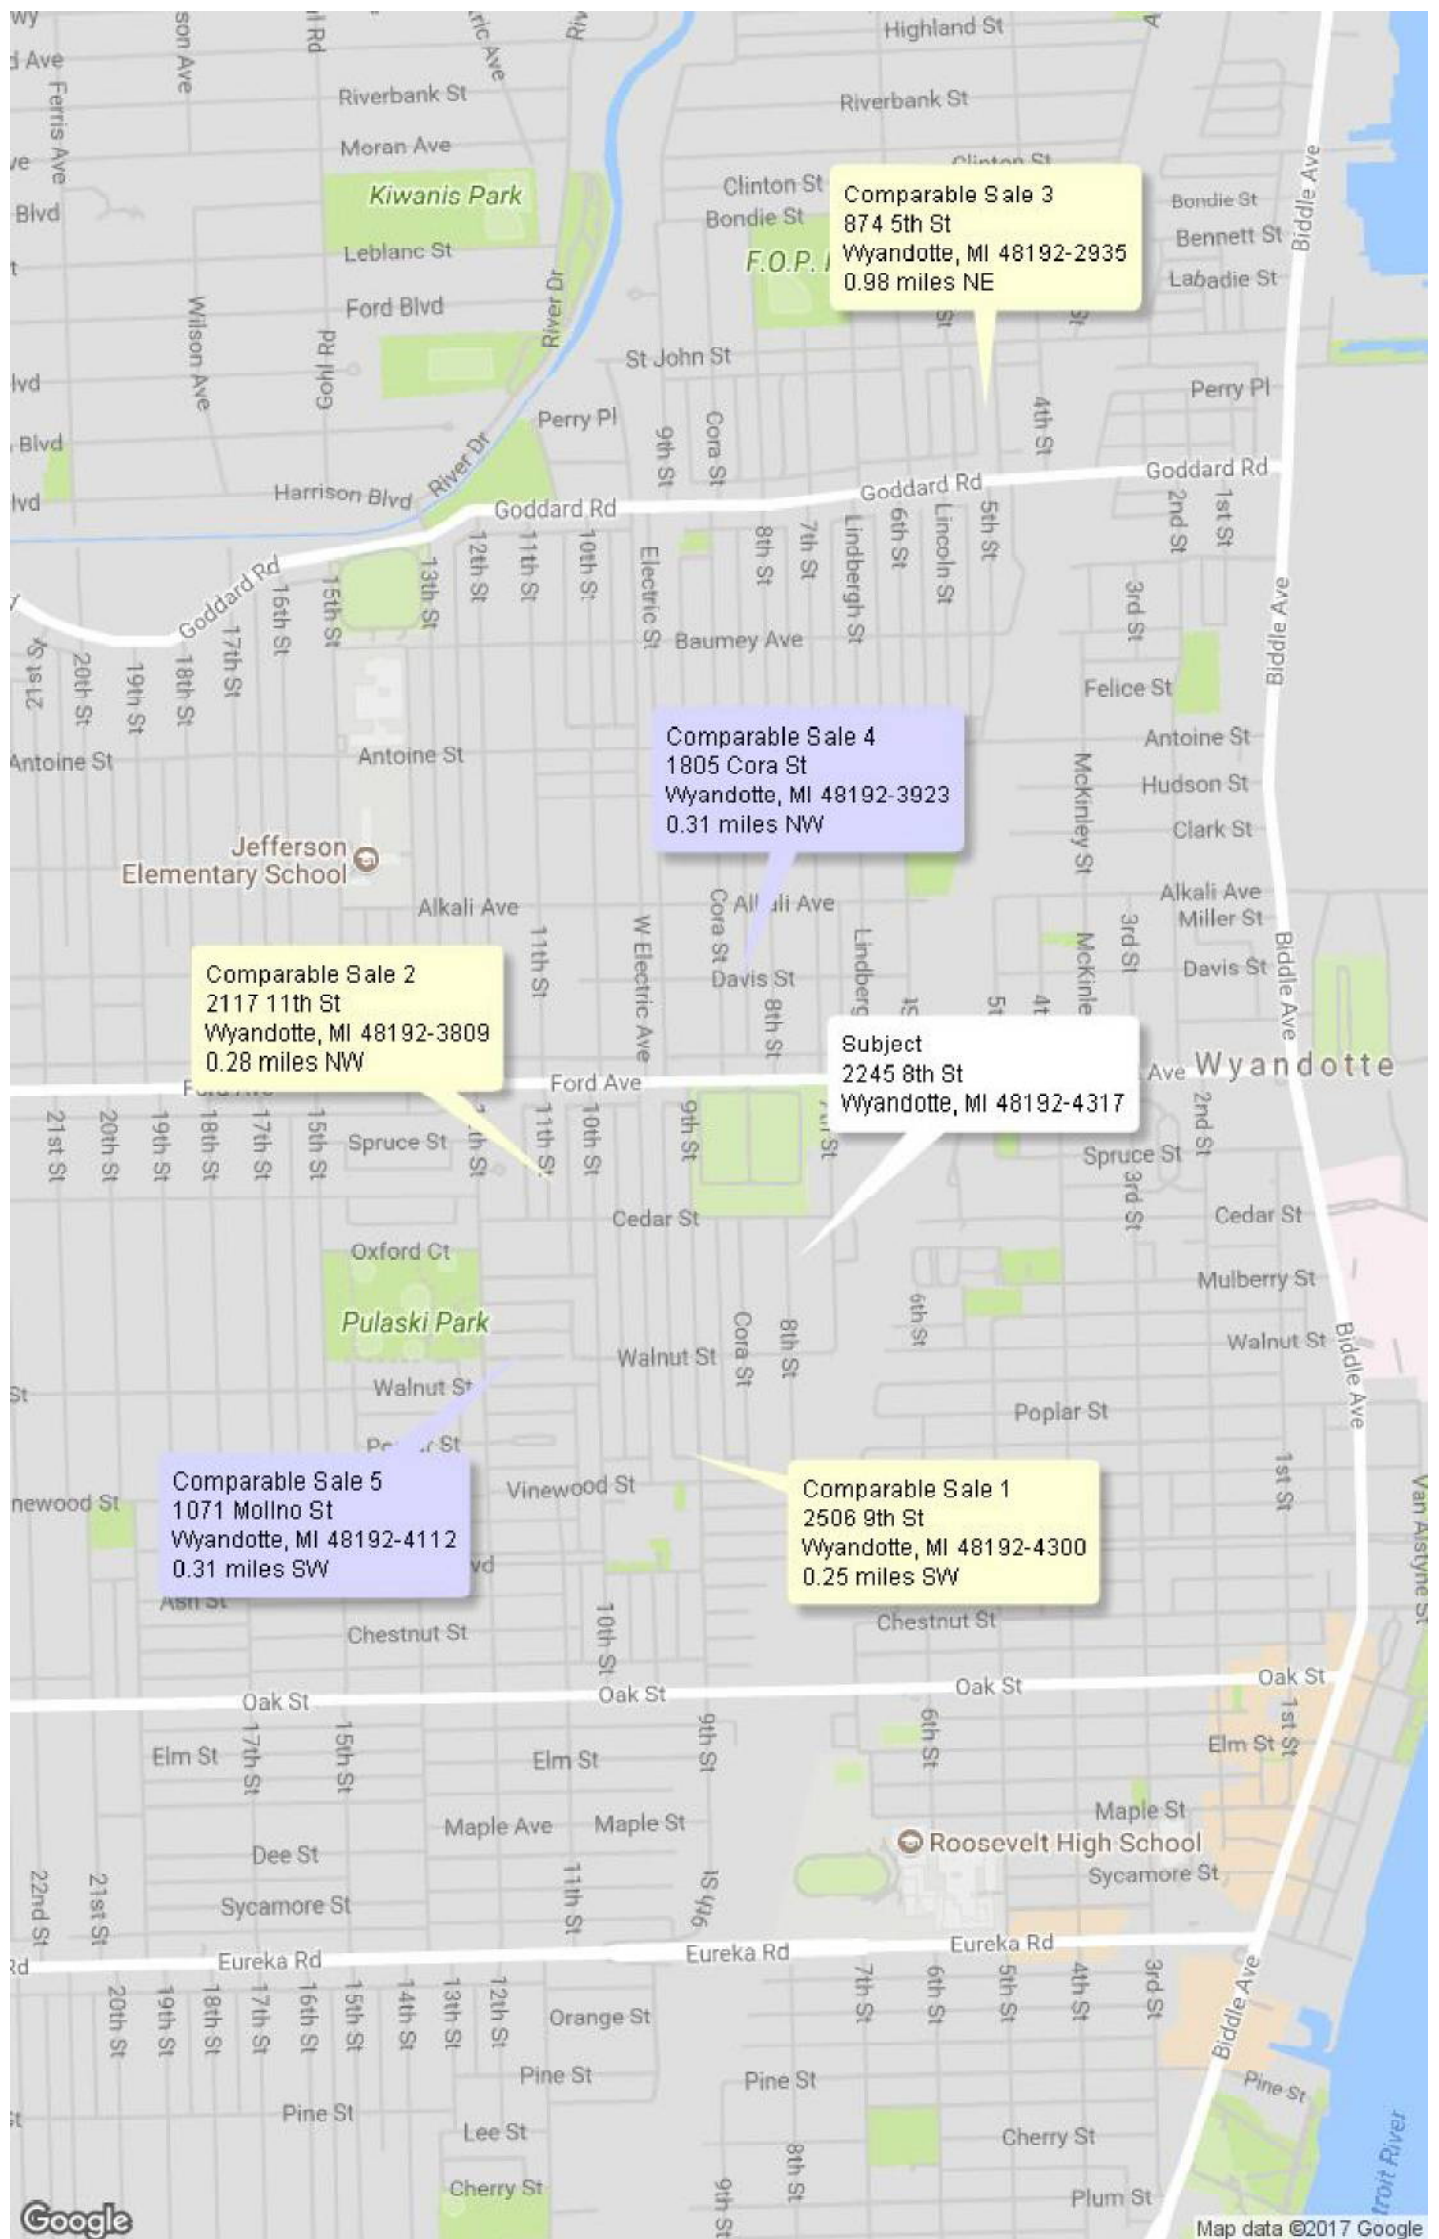 Highland St
Riverbank St
Riverbank St
Ferris Ave
Moran Ave
Clinton St
Clinton St
Kiwanis Park
Bondie St
Bondie St
Biddle Ave
Blvd
Leblanc St
Bennett St
Comparable Sale 3
874 5th St
Wyandotte, MI 48192-2935
0.98 miles NE
Labadie St
Ford Blvd
River Dr
Wilson Ave
Gohl Rd
St John St
Perry Pl
Perry Pl
4th St
9th St
Cora St
Blvd
River Dr
Harrison Blvd
Goddard Rd
Goddard Rd
Goddard Rd
Goddard Rd
12th St
11th St
10th St
Electric St
8th St
7th St
Lindbergh St
6th St
Lincoln St
5th St
2nd St
1st St
16th St
15th St
13th St
3rd St
Biddle Ave
Baumey Ave
21st St
20th St
19th St
18th St
17th St
Felice St
Comparable Sale 4
1805 Cora St
Wyandotte, MI 48192-3923
0.31 miles NW
Antoine St
Antoine St
Antoine St
Hudson St
McKinley St
Clark St
Jefferson
Elementary School
Alkali Ave
Alkali Ave
Miller St
Cora St
11th St
W Electric Ave
3rd St
Biddle Ave
Davis St
Davis St
8th St
Comparable Sale 2
2117 11th St
Wyandotte, MI 48192-3809
0.28 miles NW
Subject
2245 8th St
Wyandotte, MI 48192-4317
Wyandotte
Ave
Ford Ave
21st St
20th St
19th St
18th St
17th St
15th St
Spruce St
11th St
10th St
9th St
2nd St
Spruce St
3rd St
Cedar St
Cedar St
Oxford Ct
Mulberry St
Pulaski Park
Cora St
8th St
6th St
Walnut St
Walnut St
Walnut St
Biddle Ave
Poplar St
1st St
Comparable Sale 5
1071 Molino St
Wyandotte, MI 48192-4112
0.31 miles SW
Vinewood St
Comparable Sale 1
2506 9th St
Wyandotte, MI 48192-4300
0.25 miles SW
Van Alstyne St
Ash St
Chestnut St
10th St
Chestnut St
Oak St
Oak St
Oak St
Oak St
1st St
Elm St
17th St
15th St
Elm St
9th St
6th St
Elm St
Maple Ave
Maple St
Maple St
Roosevelt High School
Dee St
Sycamore St
22nd St
21st St
Sycamore St
11th St
9th St
Eureka Rd
Eureka Rd
Eureka Rd
20th St
19th St
18th St
17th St
16th St
15th St
14th St
13th St
12th St
Orange St
7th St
6th St
5th St
4th St
3rd St
Biddle Ave
Pine St
Pine St
Pine St
Pine St
Lee St
Cherry St
Cherry St
9th St
8th St
Plum St
Google
Map data ©2017 Google